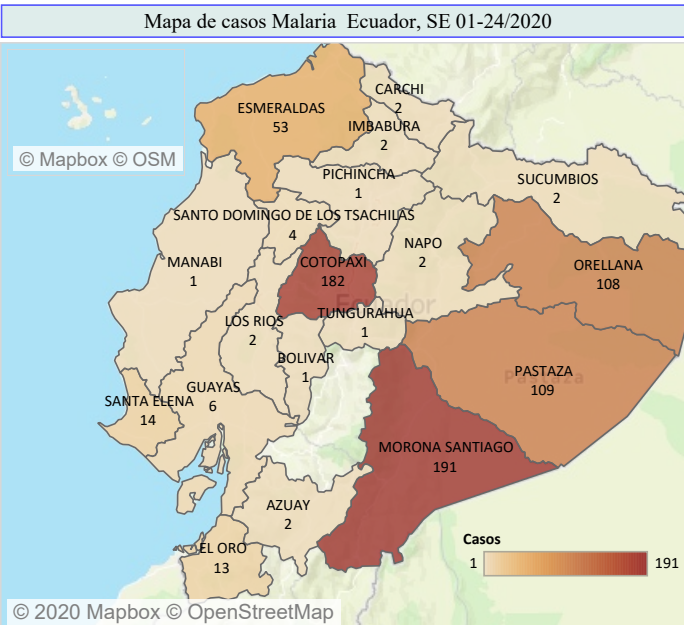 Mapa de casos Malaria Ecuador, SE 01-24/2020
CARCHI
2
ESMERALDAS
53
IMBABURA
2
© Mapbox © OSM
PICHINCHA
1
SUCUMBIOS
2
SANTO DOMINGO DE LOS TSACHILAS
4
NAPO
2
MANABI
1
COTOPAXI
182
ORELLANA
108
Ecuador
TUNGURAHUA
1
LOS RIOS
2
BOLIVAR
1
PASTAZA
109
Pastaza
GUAYAS
6
SANTA ELENA
14
MORONA SANTIAGO
191
AZUAY
2
EL ORO
13
Casos
1
191
© 2020 Mapbox © OpenStreetMap